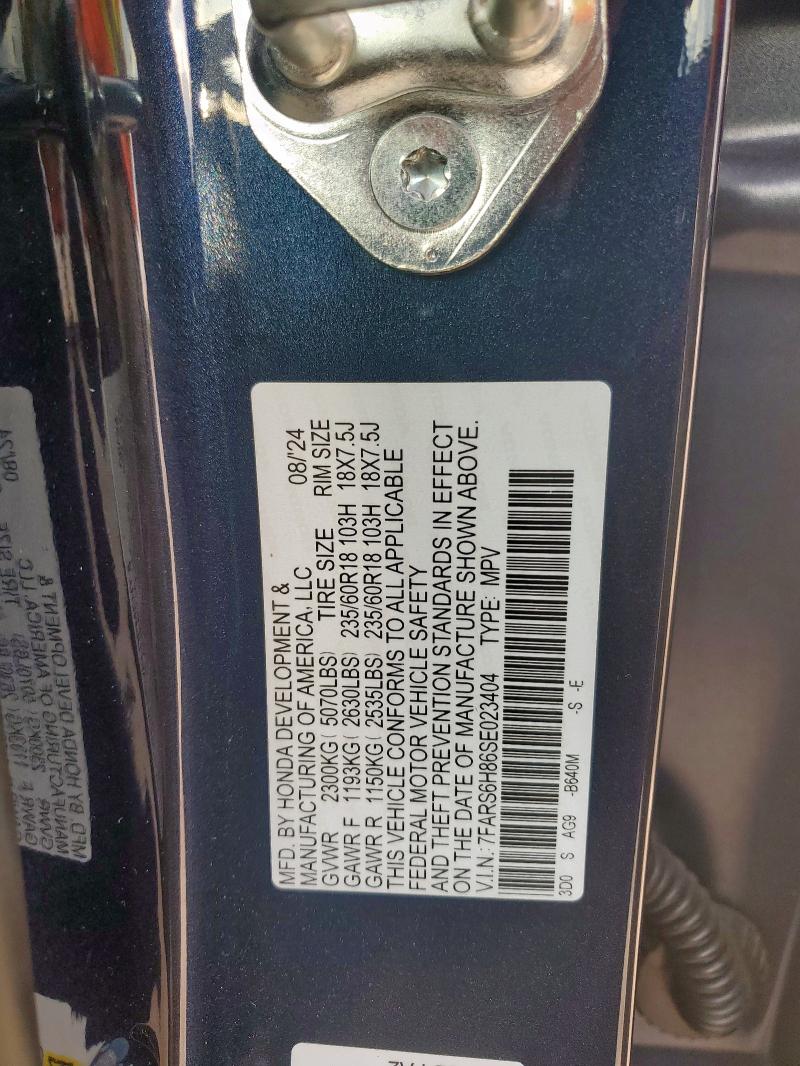 MFD. BY HONDA DEVELOPMENT &
MANUFACTURING OF AMERICA, LLC 08/'24
GVWR 2300KG ( 5070LBS) TIRE SIZE RIM SIZE
GAWR F 1193KG ( 2630LBS) 235/60R18 103H 18X7.5J
GAWR R 1150KG ( 2535LBS) 235/60R18 103H 18X7.5J
THIS VEHICLE CONFORMS TO ALL APPLICABLE
FEDERAL MOTOR VEHICLE SAFETY
AND THEFT PREVENTION STANDARDS IN EFFECT
ON THE DATE OF MANUFACTURE SHOWN ABOVE.
V.I.N.: 7FARS6H86SE023404 TYPE: MPV
3D0 S AG9 -B640M -S -E